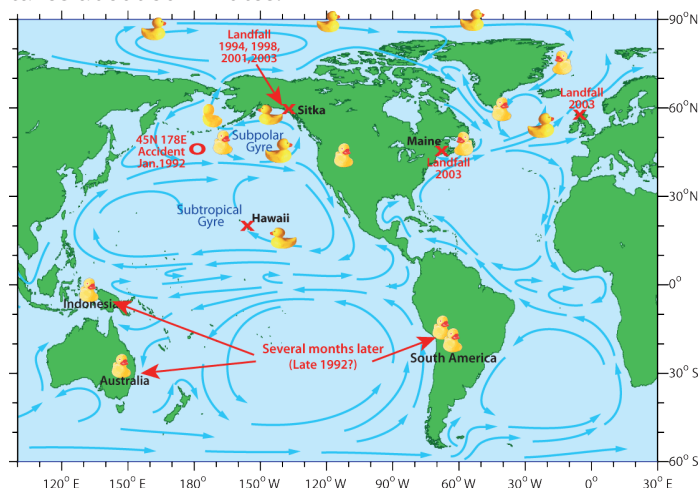 90°N
Landfall
1994, 1998,
2001,2003
Sitka
60°N
Landfall
2003
45N 178E
Accident
Jan.1992
Subpolar
Gyre
Maine
Landfall
2003
30°N
Subtropical
Gyre
Hawaii
0°
Indonesia
Several months later
(Late 1992?)
South America
Australia
30°S
60°S
120° E
150° E
180°
150° W
120° W
90° W
60° W
30° W
0°
30° E